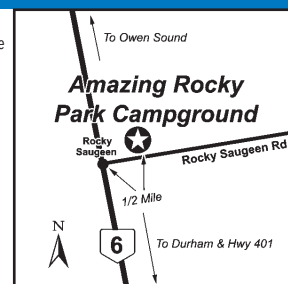 e
To Owen Sound
Amazing Rocky
Park Campground
Rocky
Saugeen
Rocky Saugeen Rd
1/2 Mile
N
6
To Durham & Hwy 401